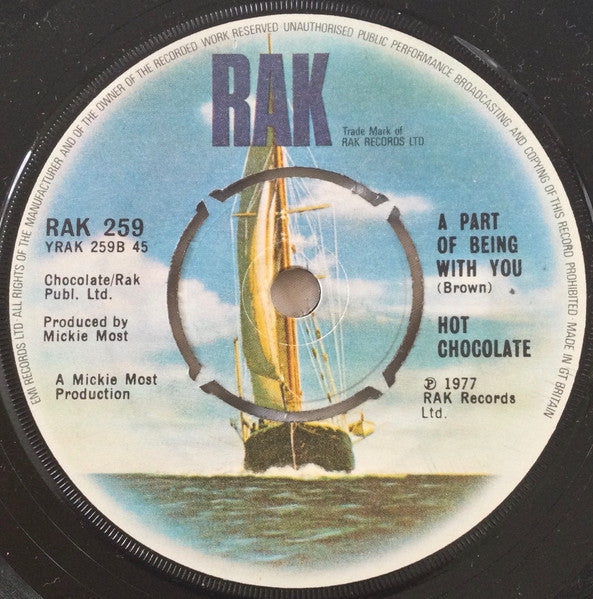 EMI RECORDS LTD ALL RIGHTS OF THE MANUFACTURER AND OF THE OWNER OF THE RECORDED WORK RESERVED UNAUTHORISED PUBLIC PERFORMANCE BROADCASTING AND COPYING OF THIS RECORD PROHIBITED MADE IN GT BRITAIN
RAK
Trade Mark of
RAK RECORDS LTD
RAK 259
YRAK 259B 45
Chocolate/Rak
Publ. Ltd.
Produced by
Mickie Most
A Mickie Most
Production
A PART
OF BEING
WITH YOU
(Brown)
HOT
CHOCOLATE
℗ 1977
RAK Records
Ltd.